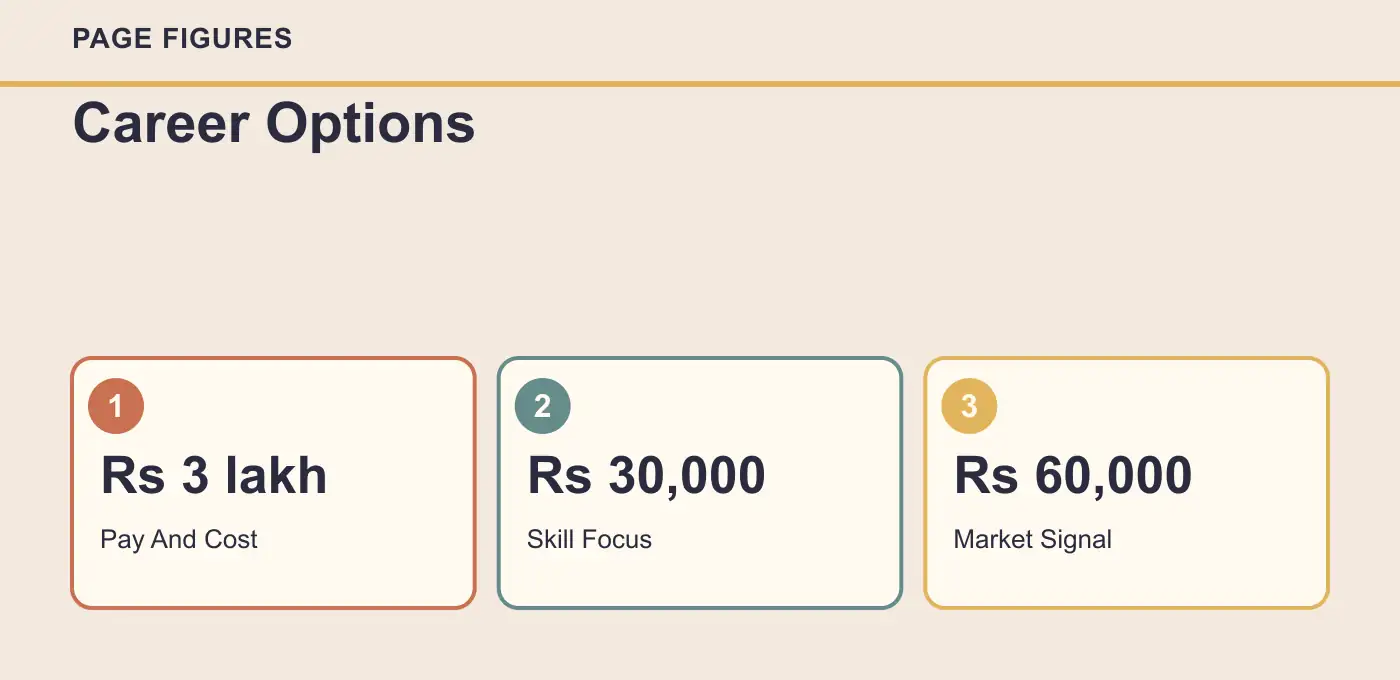 PAGE FIGURES
Career Options
1
Rs 3 lakh
Pay And Cost
2
Rs 30,000
Skill Focus
3
Rs 60,000
Market Signal